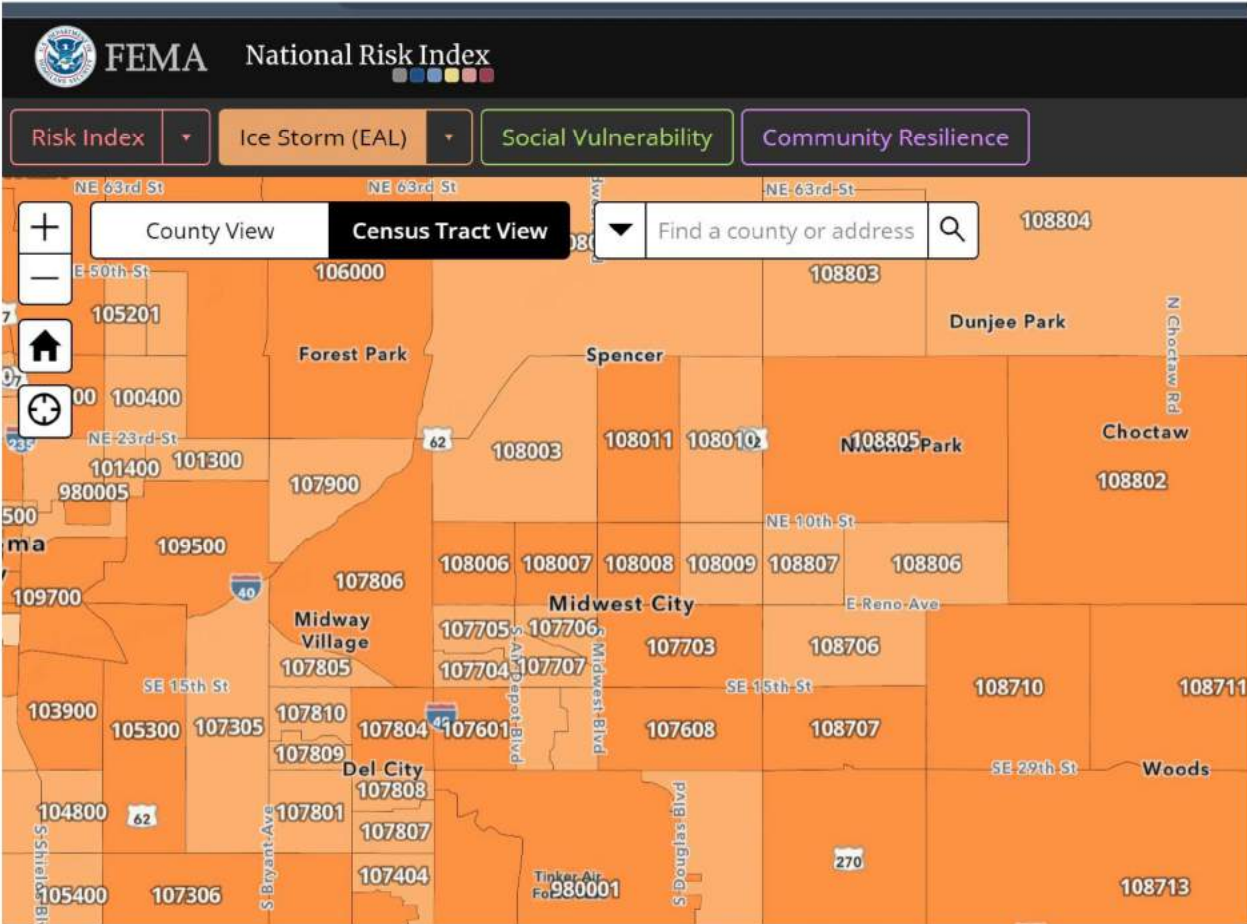 FEMA National Risk Index
Risk Index Ice Storm (EAL) Social Vulnerability Community Resilience
NE 63rd St NE 63rd St NE 63rd St
108804
County View Census Tract View Find a county or address
E 50th St 106000 108803
105201
Dunjee Park
N Choctaw Rd
Forest Park Spencer
100400
62
235
NE 23rd St
108003 108011 108010 108805 Park Choctaw
101400 101300
980005 107900 108802
NE 10th St
109500
108006 108007 108008 108009 108807 108806
40
107806
109700
Midwest City E Reno Ave
Midway
Village
107705 107706
107703 108706
107805 107704 107707
S Air Depot Blvd
S Midwest Blvd
SE 15th St SE 15th St
108710 108711
103900 107810
105300 107305 107804 40 107601 107608 108707
107809
Del City SE 29th St Woods
107808
104800 62 107801
107807
S Bryant Ave
S Douglas Blvd
270
107404 Tinker Air
980001
105400 107306 108713